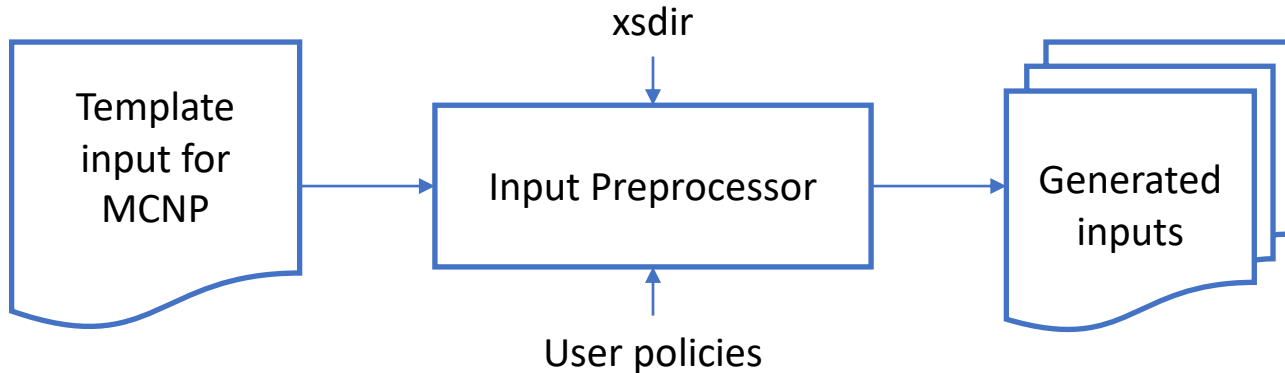 xsdir
Template
input for
MCNP
Input Preprocessor
Generated
inputs
User policies